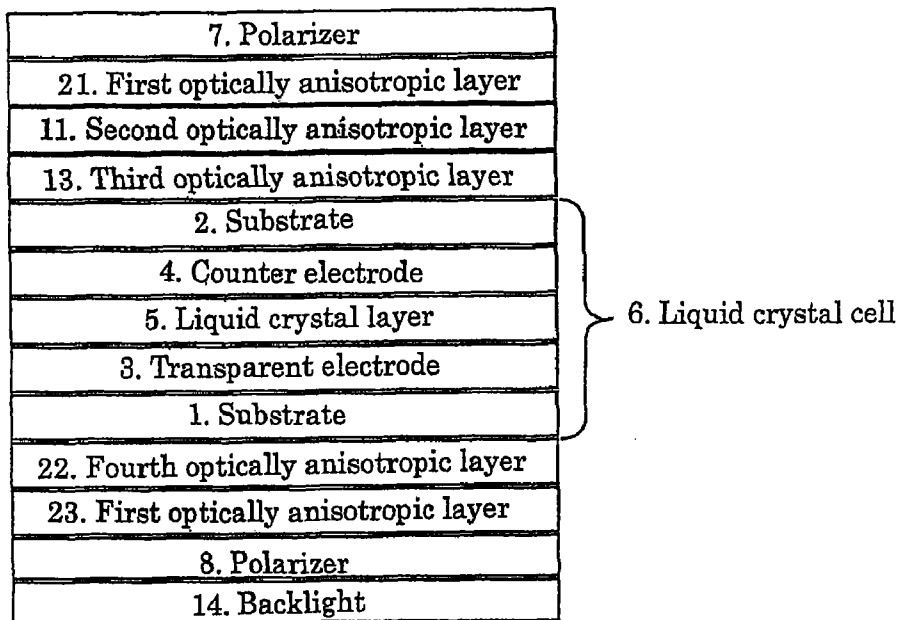 7. Polarizer
21. First optically anisotropic layer
11. Second optically anisotropic layer
13. Third optically anisotropic layer
2. Substrate
4. Counter electrode
5. Liquid crystal layer
3. Transparent electrode
1. Substrate
6. Liquid crystal cell
22. Fourth optically anisotropic layer
23. First optically anisotropic layer
8. Polarizer
14. Backlight